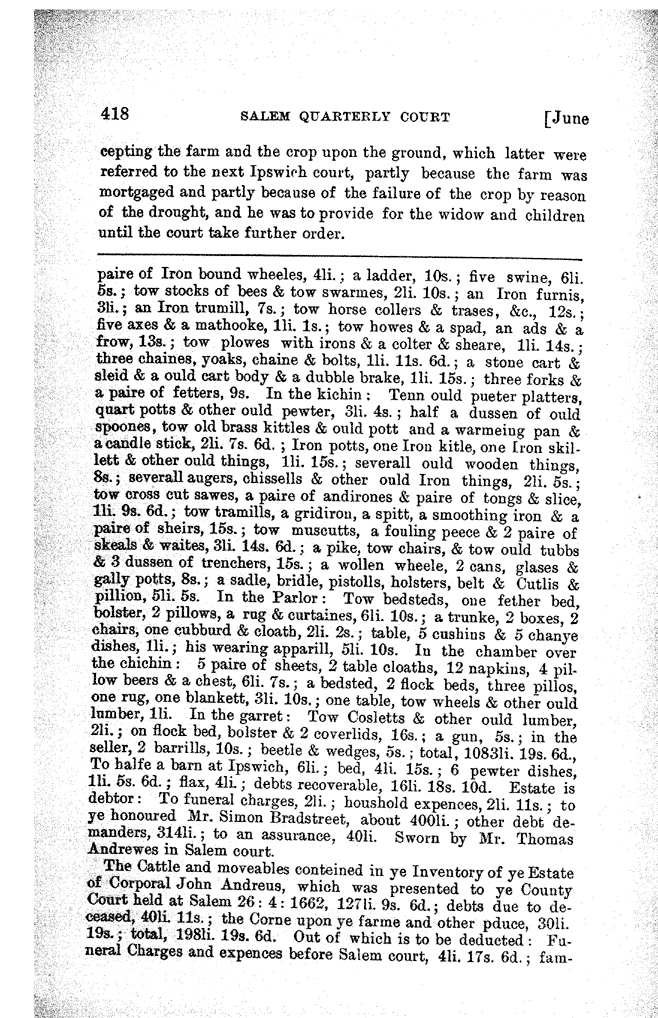 418 SALEM QUARTERLY COURT [June
cepting the farm and the crop upon the ground, which latter were
referred to the next Ipswich court, partly because the farm was
mortgaged and partly because of the failure of the crop by reason
of the drought, and he was to provide for the widow and children
until the court take further order.
paire of Iron bound wheeles, 4li.; a ladder, 10s.; five swine, 6li.
5s.; tow stocks of bees & tow swarmes, 2li. 10s.; an Iron furnis,
3li.; an Iron trumill, 7s.; tow horse collers & trases, &c., 12s.;
five axes & a mathooke, 1li. 1s.; tow howes & a spad, an ads & a
frow, 13s.; tow plowes with irons & a colter & sheare, 1li. 14s.;
three chaines, yoaks, chaine & bolts, 1li. 11s. 6d.; a stone cart &
sleid & a ould cart body & a dubble brake, 1li. 15s.; three forks &
a paire of fetters, 9s. In the kichin: Tenn ould pueter platters,
quart potts & other ould pewter, 3li. 4s.; half a dussen of ould
spoones, tow old brass kittles & ould pott and a warmeing pan &
a candle stick, 2li. 7s. 6d.; Iron potts, one Iron kitle, one Iron skil-
lett & other ould things, 1li. 15s.; severall ould wooden things,
8s.; severall augers, chissells & other ould Iron things, 2li. 5s.;
tow cross cut sawes, a paire of andirones & paire of tongs & slice,
1li. 9s. 6d.; tow tramills, a gridiron, a spitt, a smoothing iron & a
paire of sheirs, 15s.; tow muscutts, a fouling peece & 2 paire of
skeals & waites, 3li. 14s. 6d.; a pike, tow chairs, & tow ould tubbs
& 3 dussen of trenchers, 15s.; a wollen wheele, 2 cans, glases &
gally potts, 8s.; a sadle, bridle, pistolls, holsters, belt & Cutlis &
pillion, 5li. 5s. In the Parlor: Tow bedsteds, one fether bed,
bolster, 2 pillows, a rug & curtaines, 6li. 10s.; a trunke, 2 boxes, 2
chairs, one cubburd & cloath, 2li. 2s.; table, 5 cushins & 5 chanye
dishes, 1li.; his wearing apparill, 5li. 10s. In the chamber over
the chichin: 5 paire of sheets, 2 table cloaths, 12 napkins, 4 pil-
low beers & a chest, 6li. 7s.; a bedsted, 2 flock beds, three pillos,
one rug, one blankett, 3li. 10s.; one table, tow wheels & other ould
lumber, 1li. In the garret: Tow Cosletts & other ould lumber,
2li.; on flock bed, bolster & 2 coverlids, 16s.; a gun, 5s.; in the
seller, 2 barrills, 10s.; beetle & wedges, 5s.; total, 1083li. 19s. 6d.,
To halfe a barn at Ipswich, 6li.; bed, 4li. 15s.; 6 pewter dishes,
1li. 5s. 6d.; flax, 4li.; debts recoverable, 16li. 18s. 10d. Estate is
debtor: To funeral charges, 2li.; houshold expences, 2li. 11s.; to
ye honoured Mr. Simon Bradstreet, about 400li.; other debt de-
manders, 314li.; to an assurance, 40li. Sworn by Mr. Thomas
Andrewes in Salem court.
The Cattle and moveables conteined in ye Inventory of ye Estate
of Corporal John Andreus, which was presented to ye County
Court held at Salem 26: 4: 1662, 127li. 9s. 6d.; debts due to de-
ceased, 40li. 11s.; the Corne upon ye farme and other pduce, 30li.
19s.; total, 198li. 19s. 6d. Out of which is to be deducted: Fu-
neral Charges and expences before Salem court, 4li. 17s. 6d.; fam-